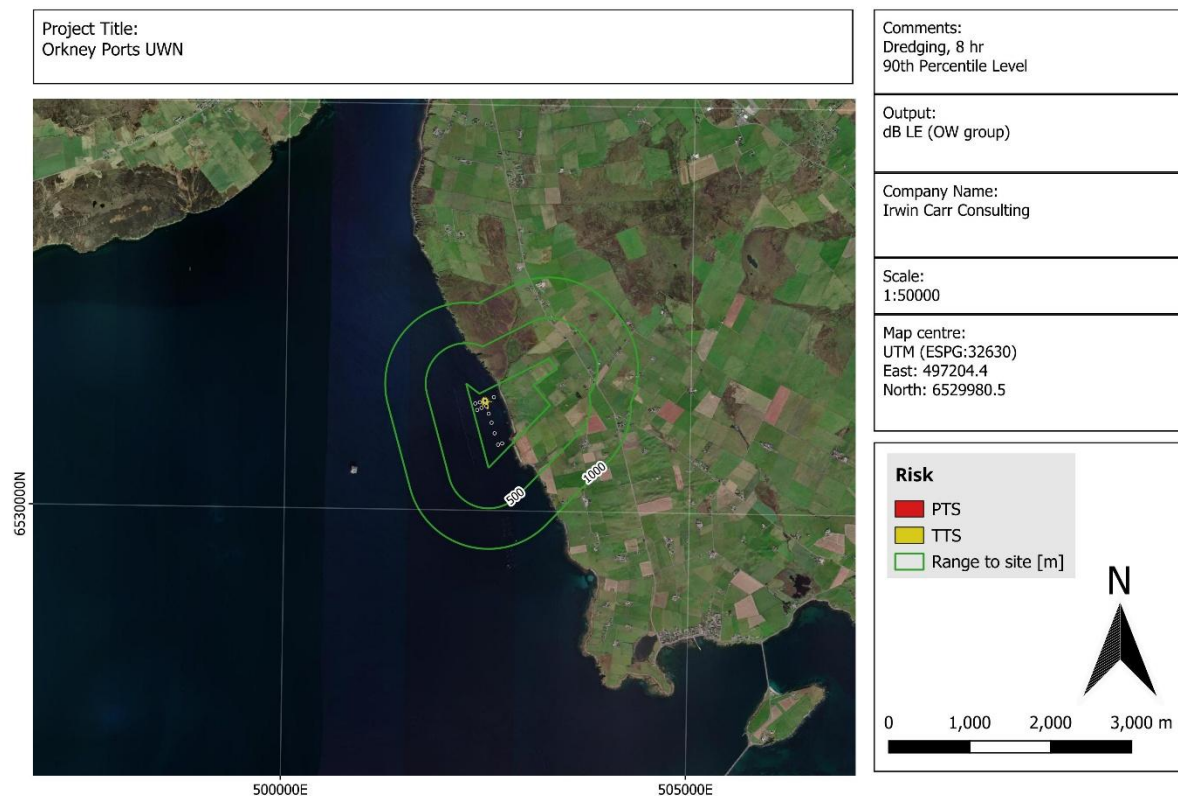 Project Title:
Orkney Ports UWN
Comments:
Dredging, 8 hr
90th Percentile Level
Output:
dB LE (OW group)
Company Name:
Irwin Carr Consulting
Scale:
1:50000
Map centre:
UTM (ESPG:32630)
East: 497204.4
North: 6529980.5
6530000N
500
1000
500000E
505000E
Risk
PTS
TTS
Range to site [m]
N
0 1,000 2,000 3,000 m